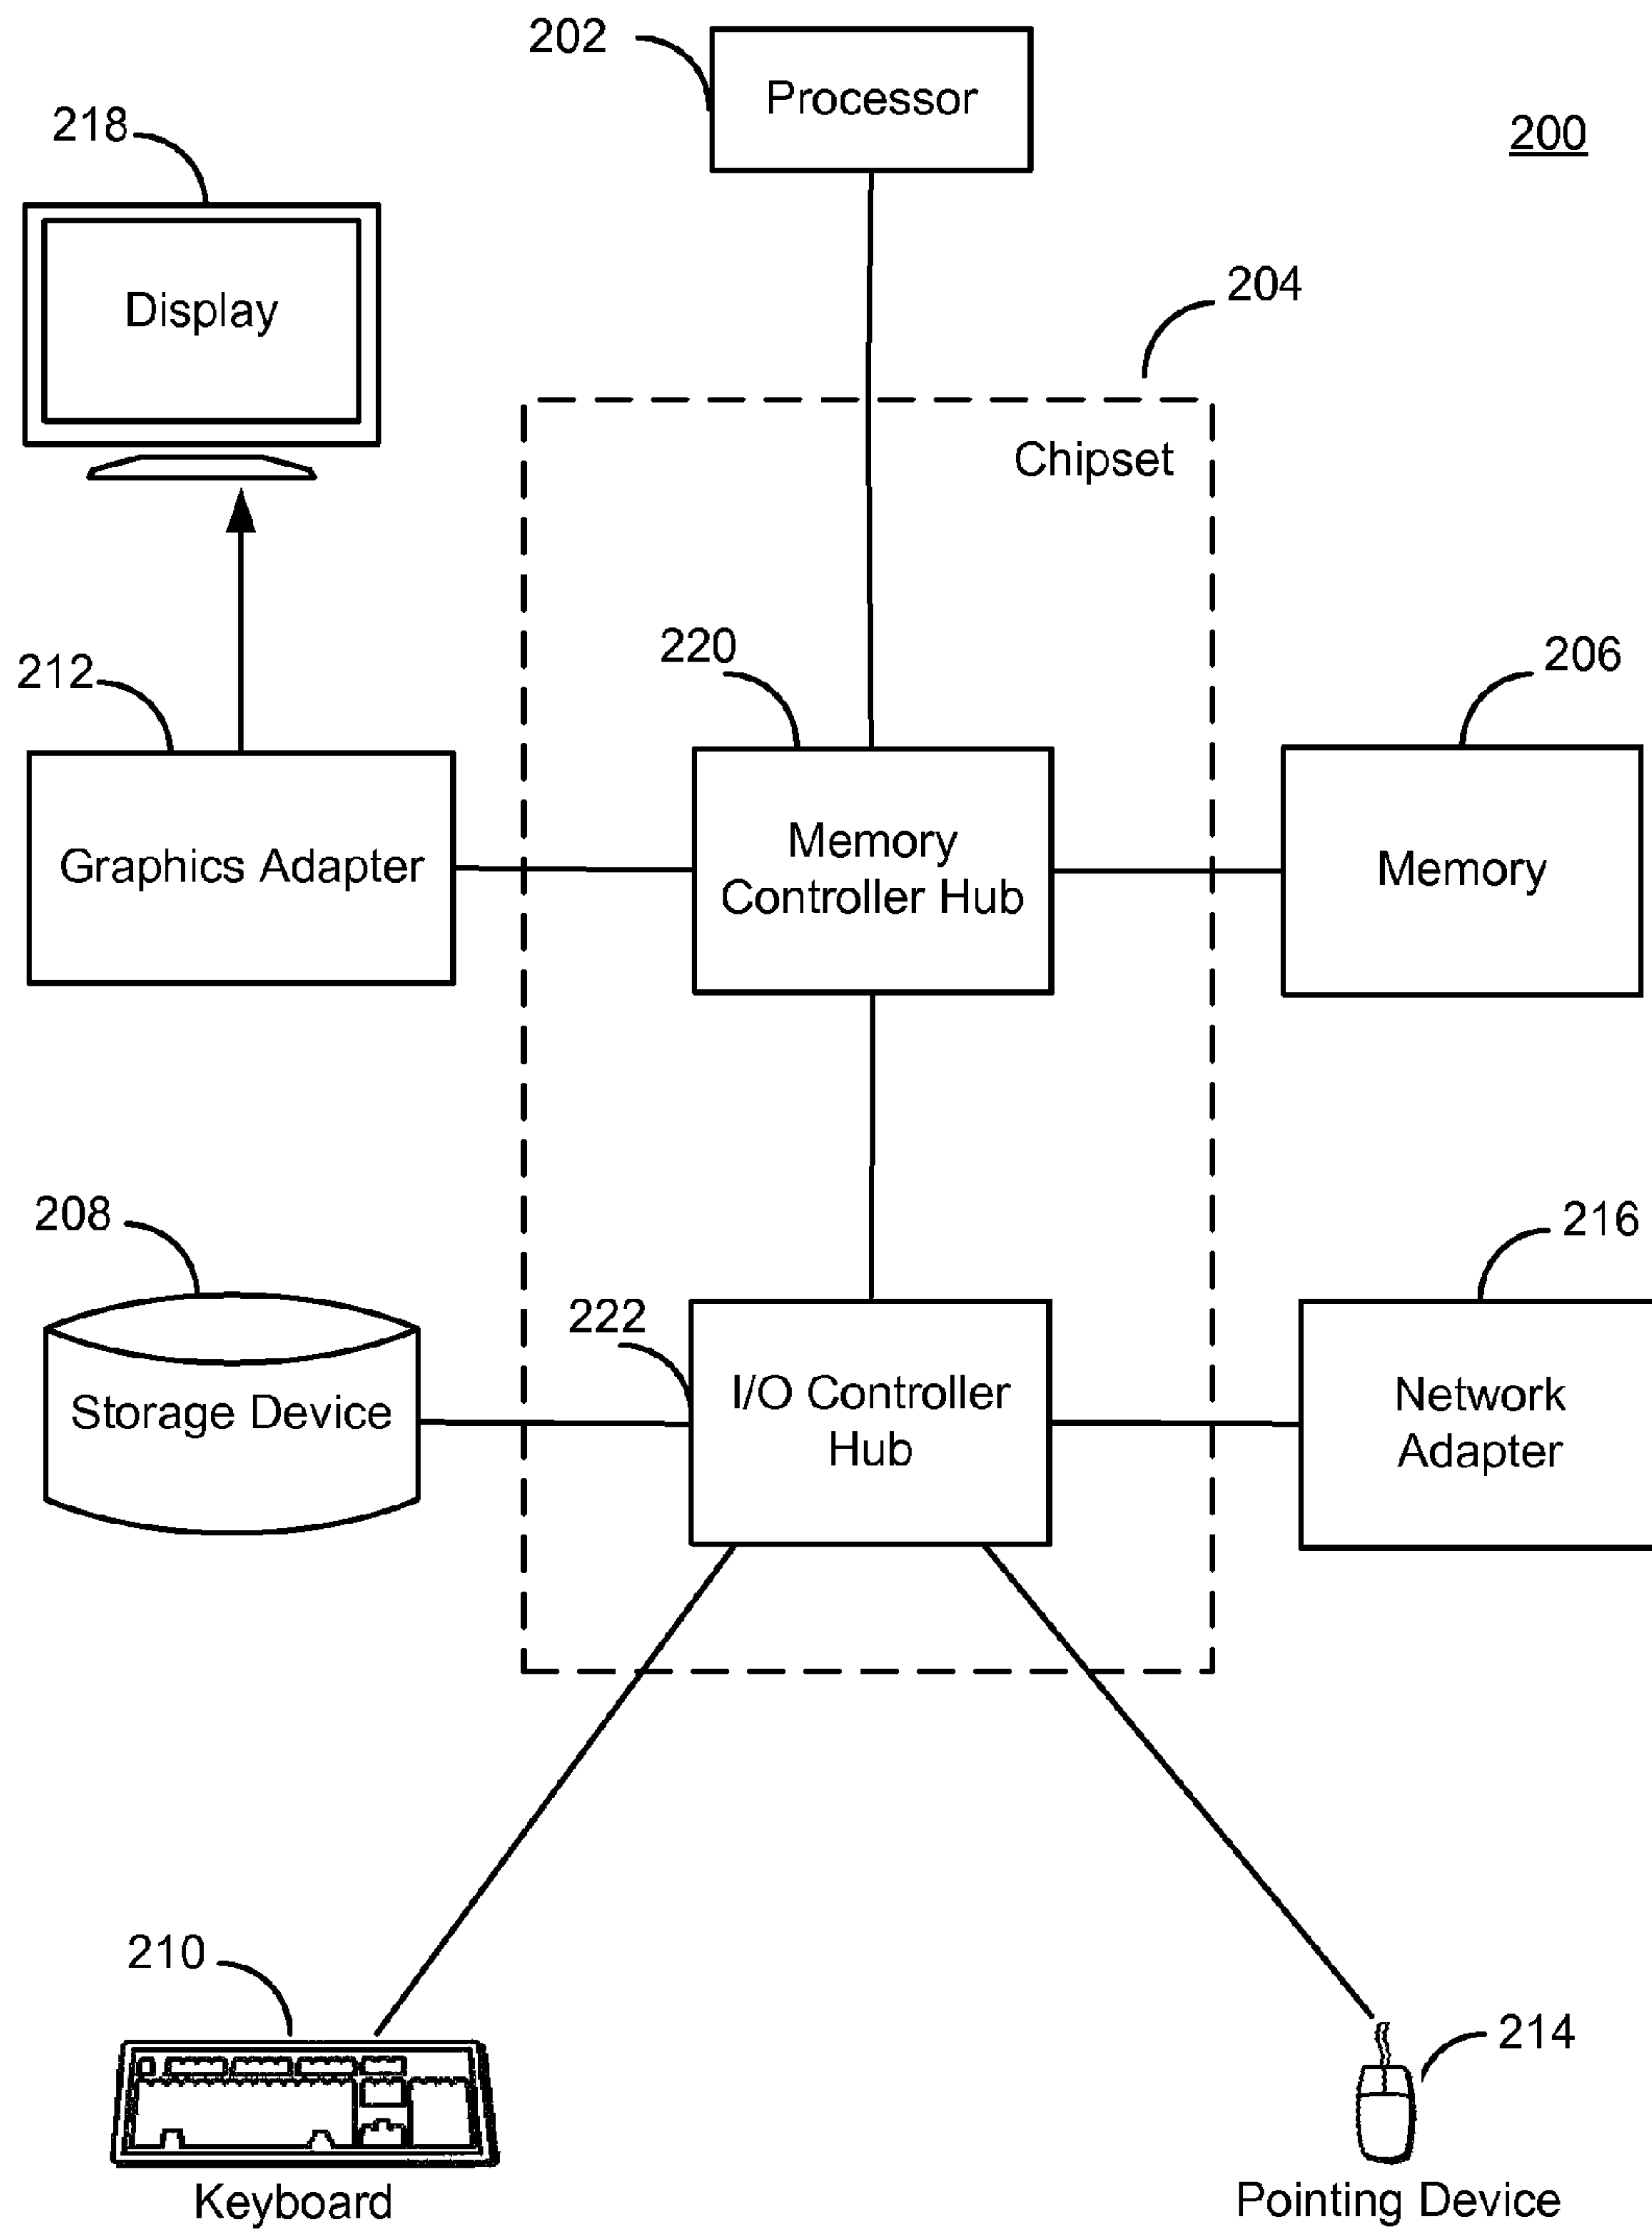 202
Processor
200
218
Display
204
Chipset
220
206
212
Memory
Controller Hub
Graphics Adapter
Memory
208
216
222
I/O Controller
Hub
Storage Device
Network
Adapter
210
214
Keyboard
Pointing Device